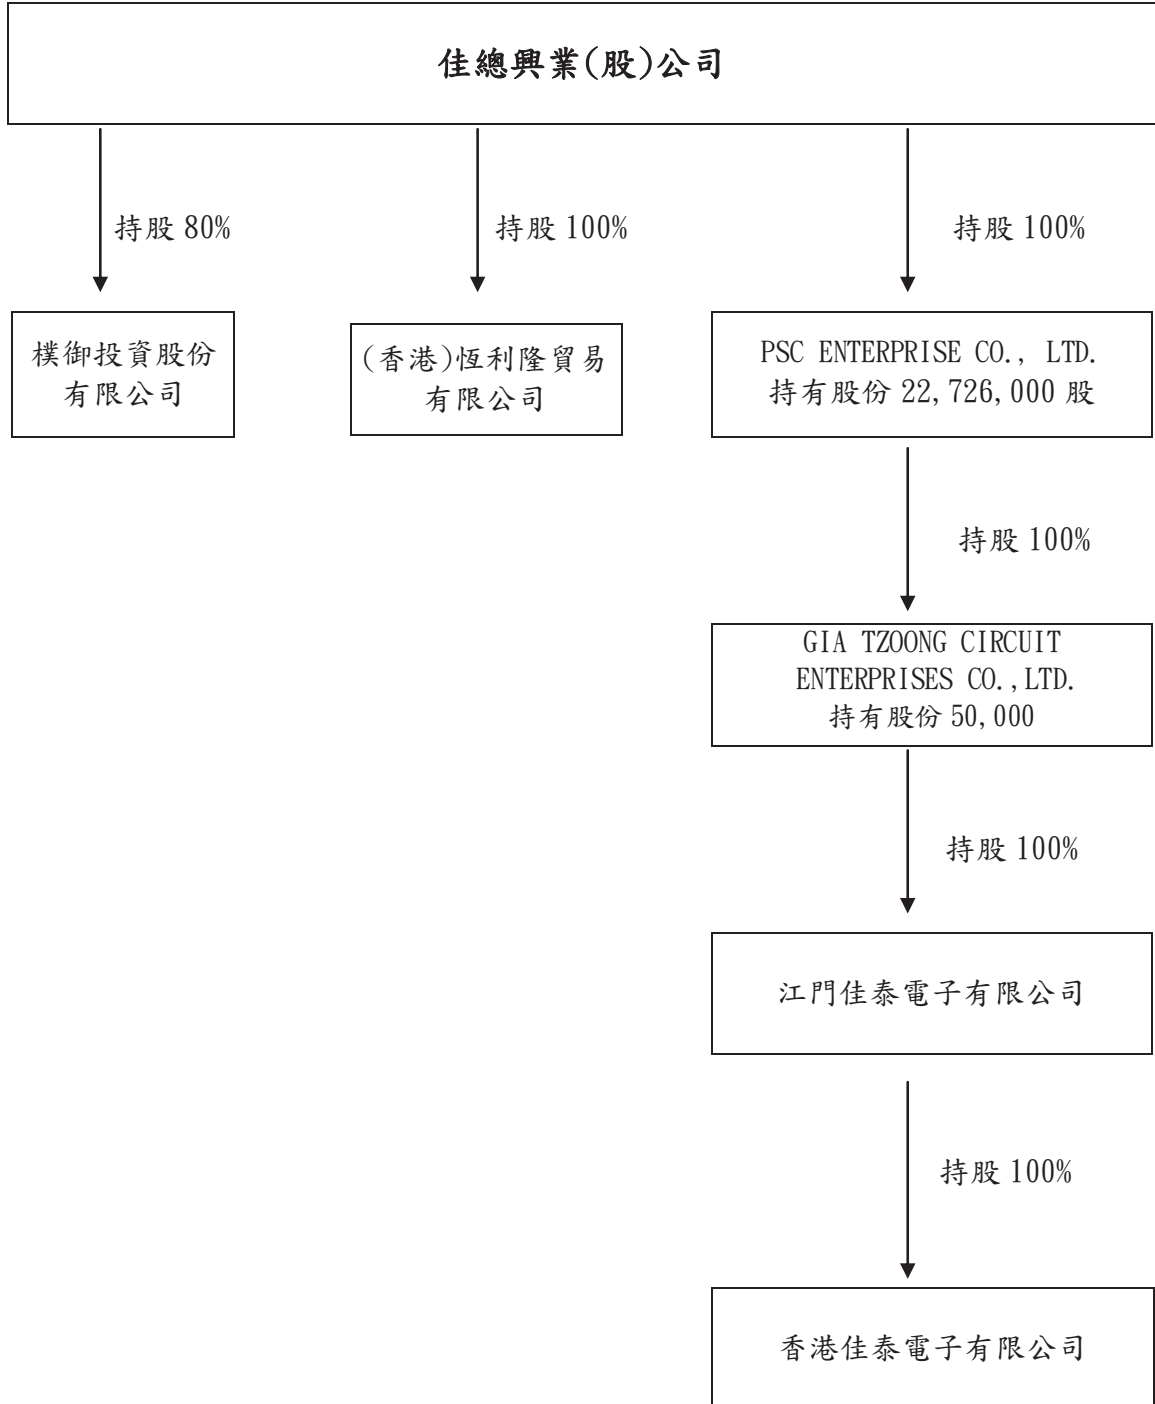 佳總興業(股)公司
持股 80%
持股 100%
持股 100%
樸御投資股份
有限公司
(香港)恆利隆貿易
有限公司
PSC ENTERPRISE CO., LTD.
持有股份 22,726,000 股
持股 100%
GIA TZOONG CIRCUIT
ENTERPRISES CO.,LTD.
持有股份 50,000
持股 100%
江門佳泰電子有限公司
持股 100%
香港佳泰電子有限公司